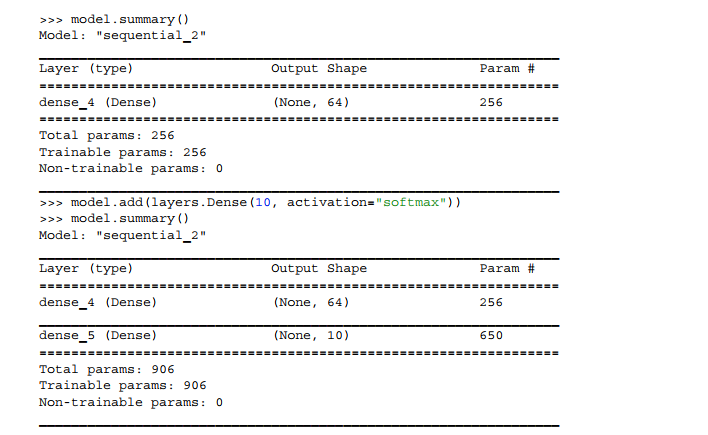 >>> model.summary()
Model: "sequential_2"
Layer (type) Output Shape Param #
=================================================================
dense_4 (Dense) (None, 64) 256
=================================================================
Total params: 256
Trainable params: 256
Non-trainable params: 0
_________________________________________________________________
>>> model.add(layers.Dense(10, activation="softmax"))
>>> model.summary()
Model: "sequential_2"
_________________________________________________________________
Layer (type) Output Shape Param #
=================================================================
dense_4 (Dense) (None, 64) 256
_________________________________________________________________
dense_5 (Dense) (None, 10) 650
=================================================================
Total params: 906
Trainable params: 906
Non-trainable params: 0
_________________________________________________________________